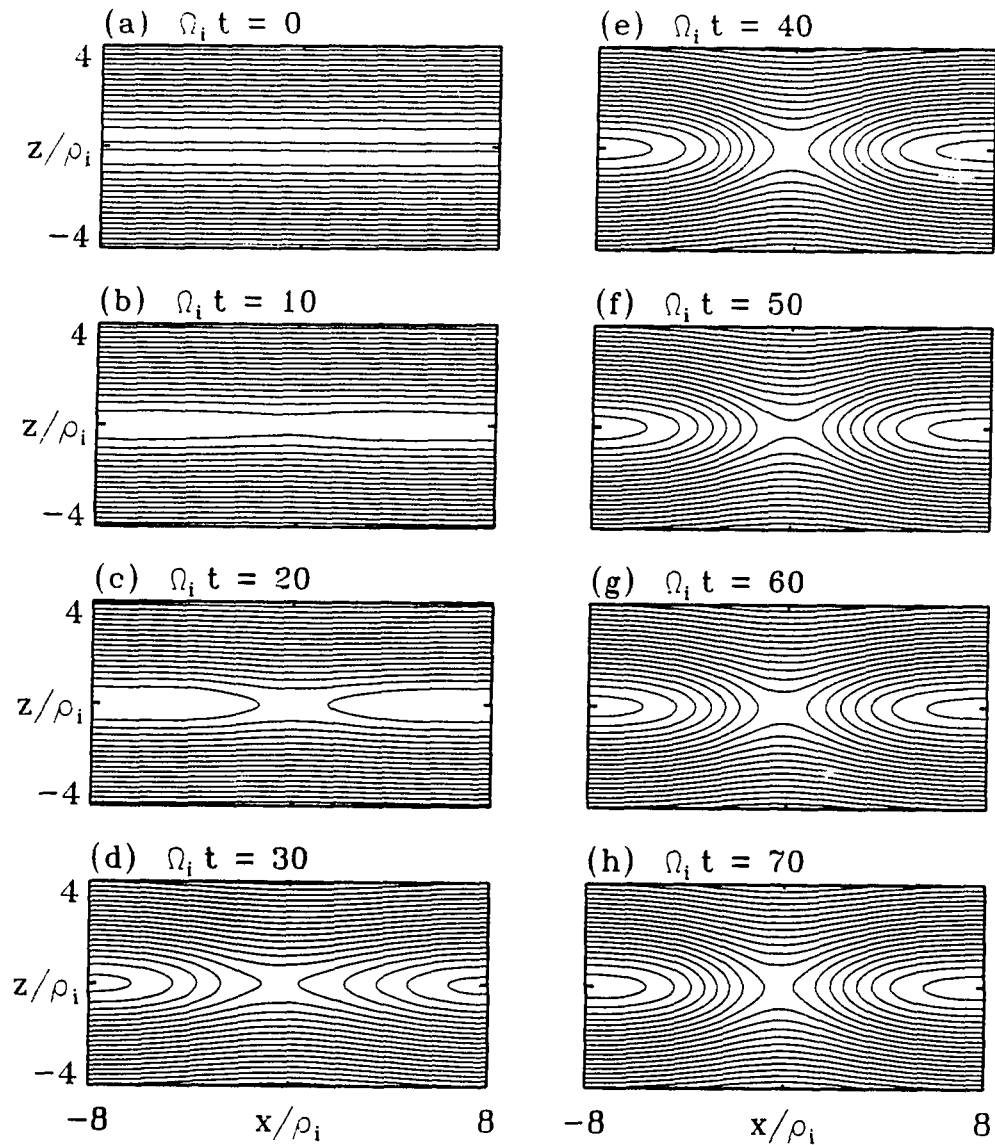 (a) Ωᵢ t = 0
4
z/ρᵢ
−4
(b) Ωᵢ t = 10
4
z/ρᵢ
−4
(c) Ωᵢ t = 20
4
z/ρᵢ
−4
(d) Ωᵢ t = 30
4
z/ρᵢ
−4
−8 x/ρᵢ 8
(e) Ωᵢ t = 40
(f) Ωᵢ t = 50
(g) Ωᵢ t = 60
(h) Ωᵢ t = 70
−8 x/ρᵢ 8